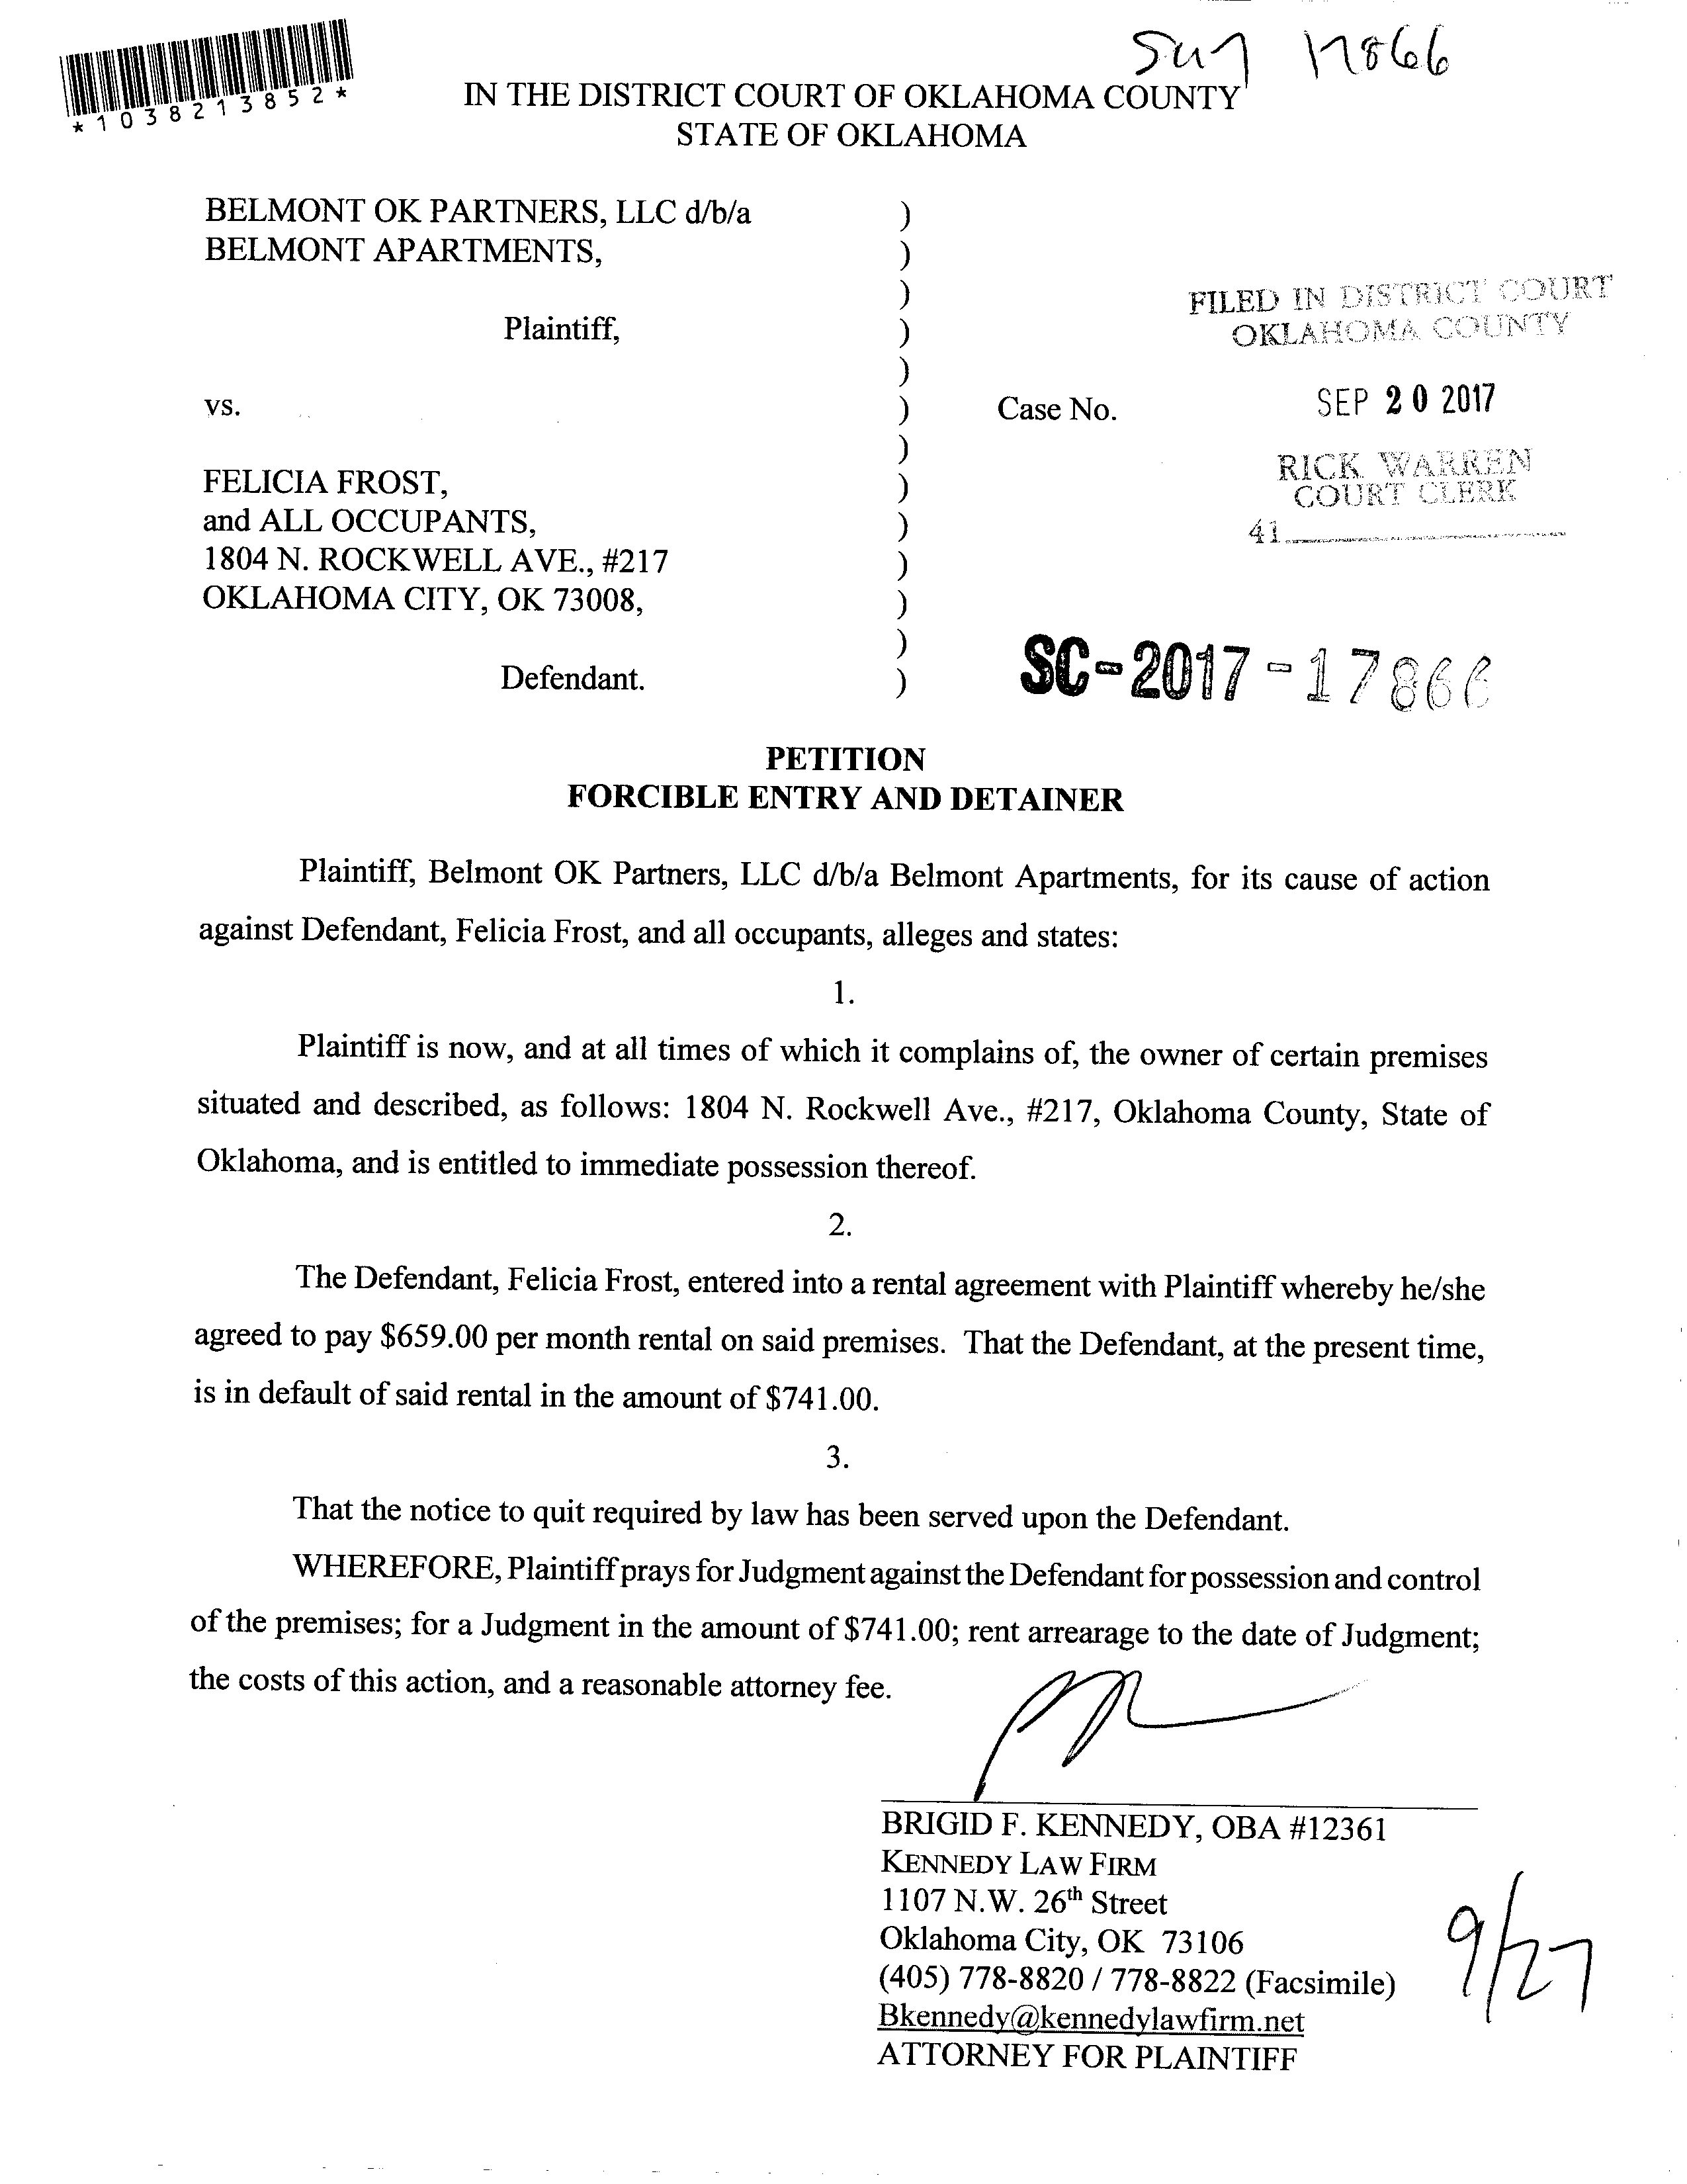 17866
*1038213852*
IN THE DISTRICT COURT OF OKLAHOMA COUNTY
STATE OF OKLAHOMA
BELMONT OK PARTNERS, LLC d/b/a )
BELMONT APARTMENTS, )
)
Plaintiff, )
)
vs. )
)
FELICIA FROST, )
and ALL OCCUPANTS, )
1804 N. ROCKWELL AVE., #217 )
OKLAHOMA CITY, OK 73008, )
)
Defendant. )
FILED IN DISTRICT COURT
OKLAHOMA COUNTY
Case No. SEP 20 2017
RICK WARREN
COURT CLERK
41
SC-2017-17866
PETITION
FORCIBLE ENTRY AND DETAINER
Plaintiff, Belmont OK Partners, LLC d/b/a Belmont Apartments, for its cause of action
against Defendant, Felicia Frost, and all occupants, alleges and states:
1.
Plaintiff is now, and at all times of which it complains of, the owner of certain premises
situated and described, as follows: 1804 N. Rockwell Ave., #217, Oklahoma County, State of
Oklahoma, and is entitled to immediate possession thereof.
2.
The Defendant, Felicia Frost, entered into a rental agreement with Plaintiff whereby he/she
agreed to pay $659.00 per month rental on said premises. That the Defendant, at the present time,
is in default of said rental in the amount of $741.00.
3.
That the notice to quit required by law has been served upon the Defendant.
WHEREFORE, Plaintiff prays for Judgment against the Defendant for possession and control
of the premises; for a Judgment in the amount of $741.00; rent arrearage to the date of Judgment;
the costs of this action, and a reasonable attorney fee.
BRIGID F. KENNEDY, OBA #12361
KENNEDY LAW FIRM
1107 N.W. 26th Street
Oklahoma City, OK 73106
(405) 778-8820 / 778-8822 (Facsimile)
Bkennedy@kennedylawfirm.net
ATTORNEY FOR PLAINTIFF
9/27